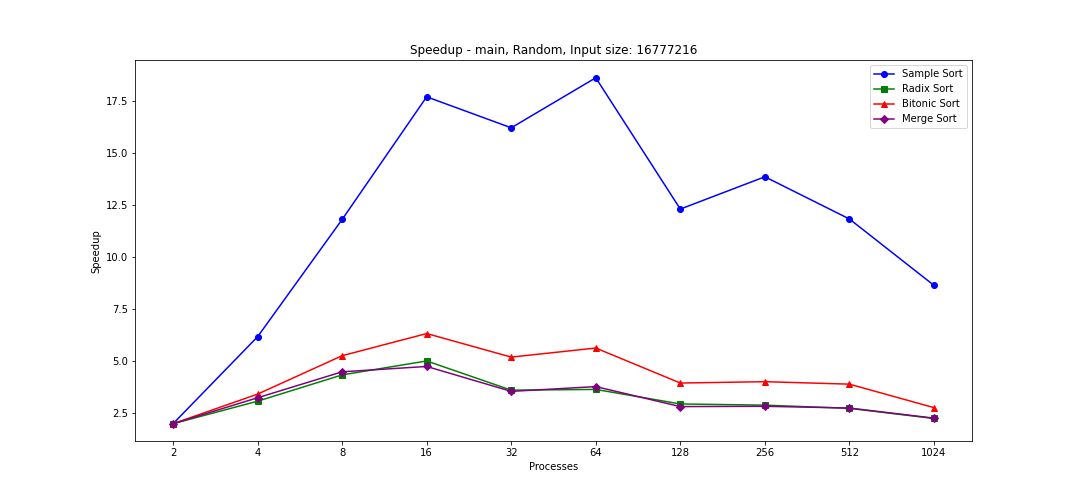 Speedup - main, Random, Input size: 16777216
Sample Sort
Radix Sort
Bitonic Sort
Merge Sort
Speedup
17.5
15.0
12.5
10.0
7.5
5.0
2.5
2 4 8 16 32 64 128 256 512 1024
Processes